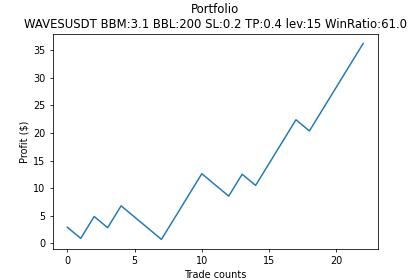 Portfolio
WAVESUSDT BBM:3.1 BBL:200 SL:0.2 TP:0.4 lev:15 WinRatio:61.0
35
30
25
20
15
10
5
0
Profit ($)
0 5 10 15 20
Trade counts